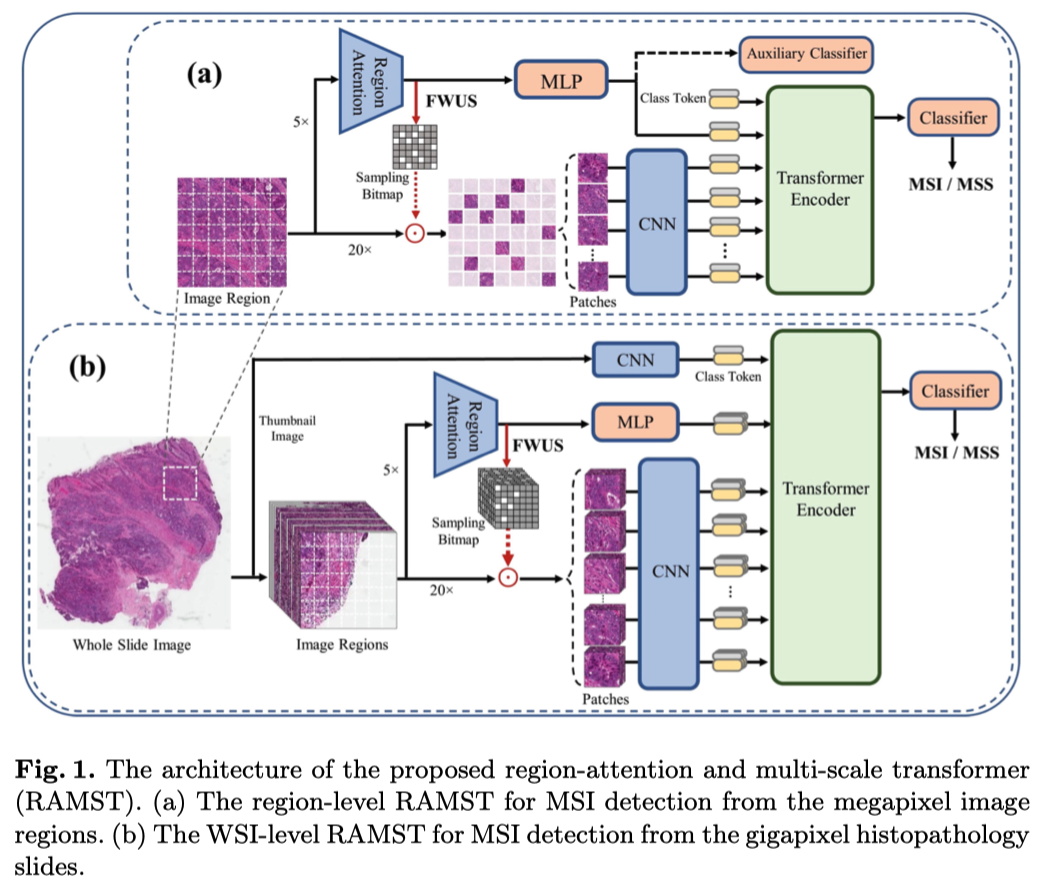 (a)
Region
Attention
5×
FWUS
MLP
Auxiliary Classifier
Class Token
Classifier
MSI / MSS
Sampling
Bitmap
20×
CNN
Transformer
Encoder
Image Region
Patches
(b)
CNN
Class Token
Thumbnail
Image
Region
Attention
5×
FWUS
MLP
Classifier
MSI / MSS
Sampling
Bitmap
20×
CNN
Transformer
Encoder
Whole Slide Image
Image Regions
Patches
Fig. 1. The architecture of the proposed region-attention and multi-scale transformer
(RAMST). (a) The region-level RAMST for MSI detection from the megapixel image
regions. (b) The WSI-level RAMST for MSI detection from the gigapixel histopathology
slides.